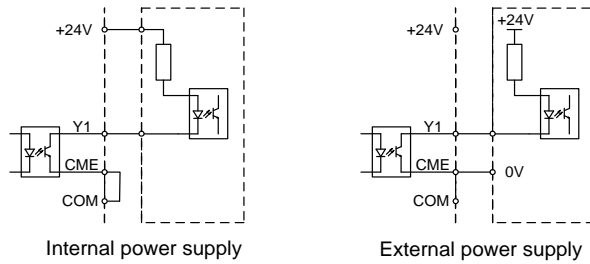 +24V
Y1
CME
COM
Internal power supply
+24V
+24V
Y1
CME
0V
COM
External power supply